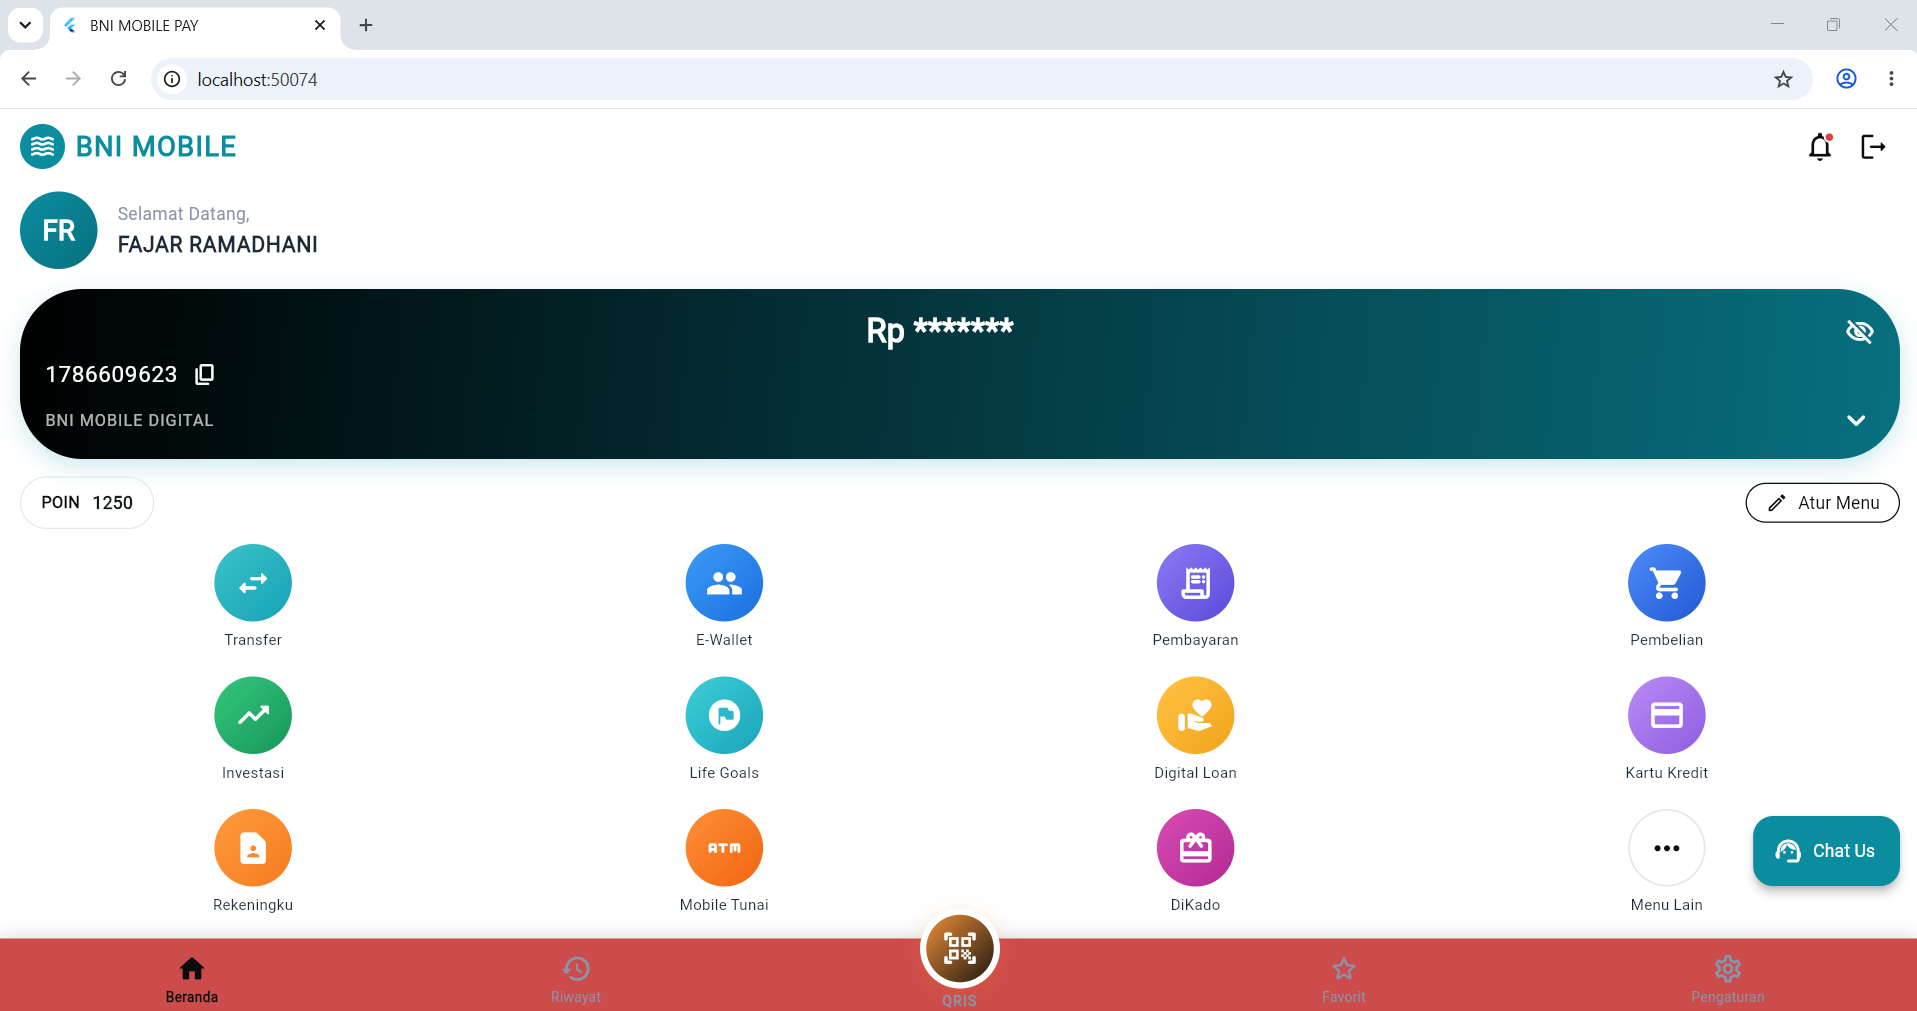 BNI MOBILE PAY
localhost:50074
BNI MOBILE
FR
Selamat Datang,
FAJAR RAMADHANI
Rp *******
1786609623
BNI MOBILE DIGITAL
POIN 1250
Atur Menu
Transfer
E-Wallet
Pembayaran
Pembelian
Investasi
Life Goals
Digital Loan
Kartu Kredit
ATM
Rekeningku
Mobile Tunai
DiKado
Menu Lain
Chat Us
Beranda
Riwayat
QRIS
Favorit
Pengaturan